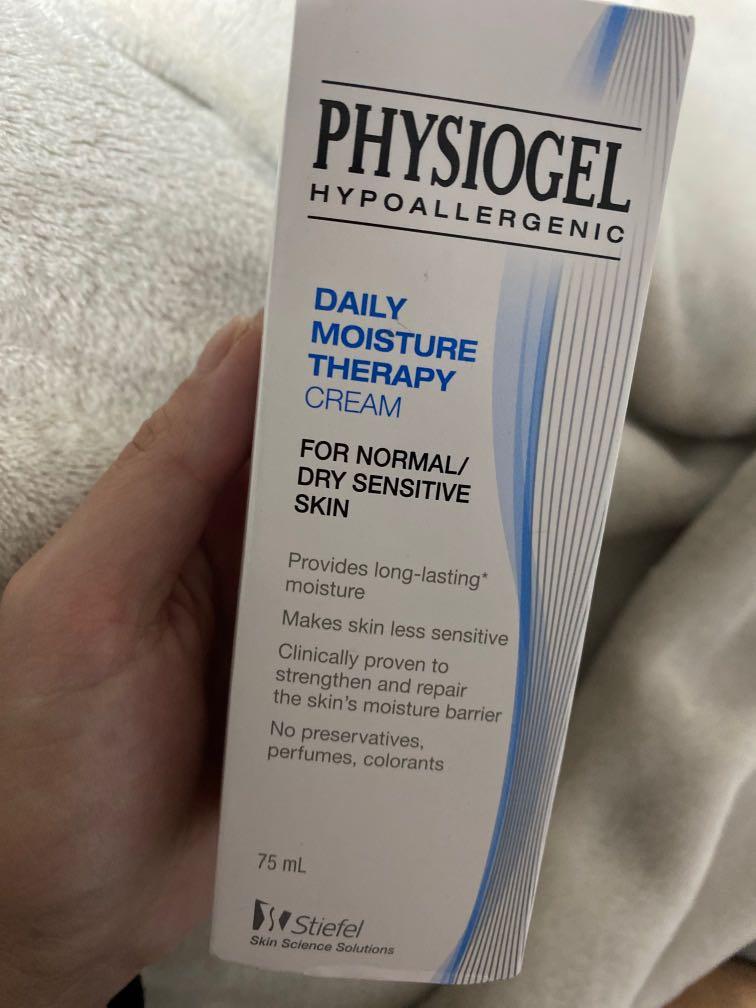 PHYSIOGEL
HYPOALLERGENIC
DAILY
MOISTURE
THERAPY
CREAM
FOR NORMAL/
DRY SENSITIVE
SKIN
Provides long-lasting*
moisture
Makes skin less sensitive
Clinically proven to
strengthen and repair
the skin's moisture barrier
No preservatives,
perfumes, colorants
75 mL
Stiefel
Skin Science Solutions